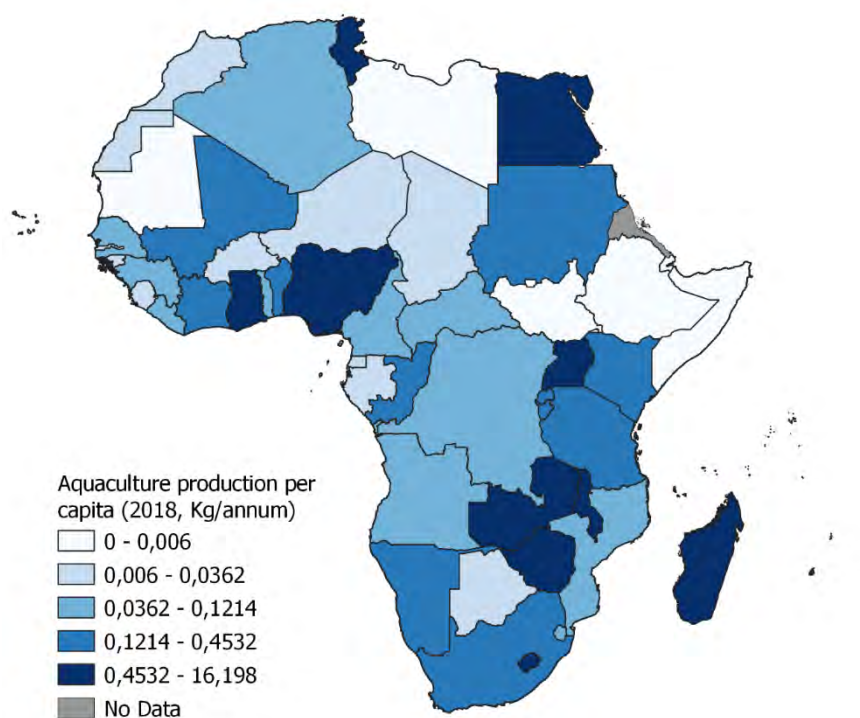 Aquaculture production per
capita (2018, Kg/annum)
0 - 0,006
0,006 - 0,0362
0,0362 - 0,1214
0,1214 - 0,4532
0,4532 - 16,198
No Data